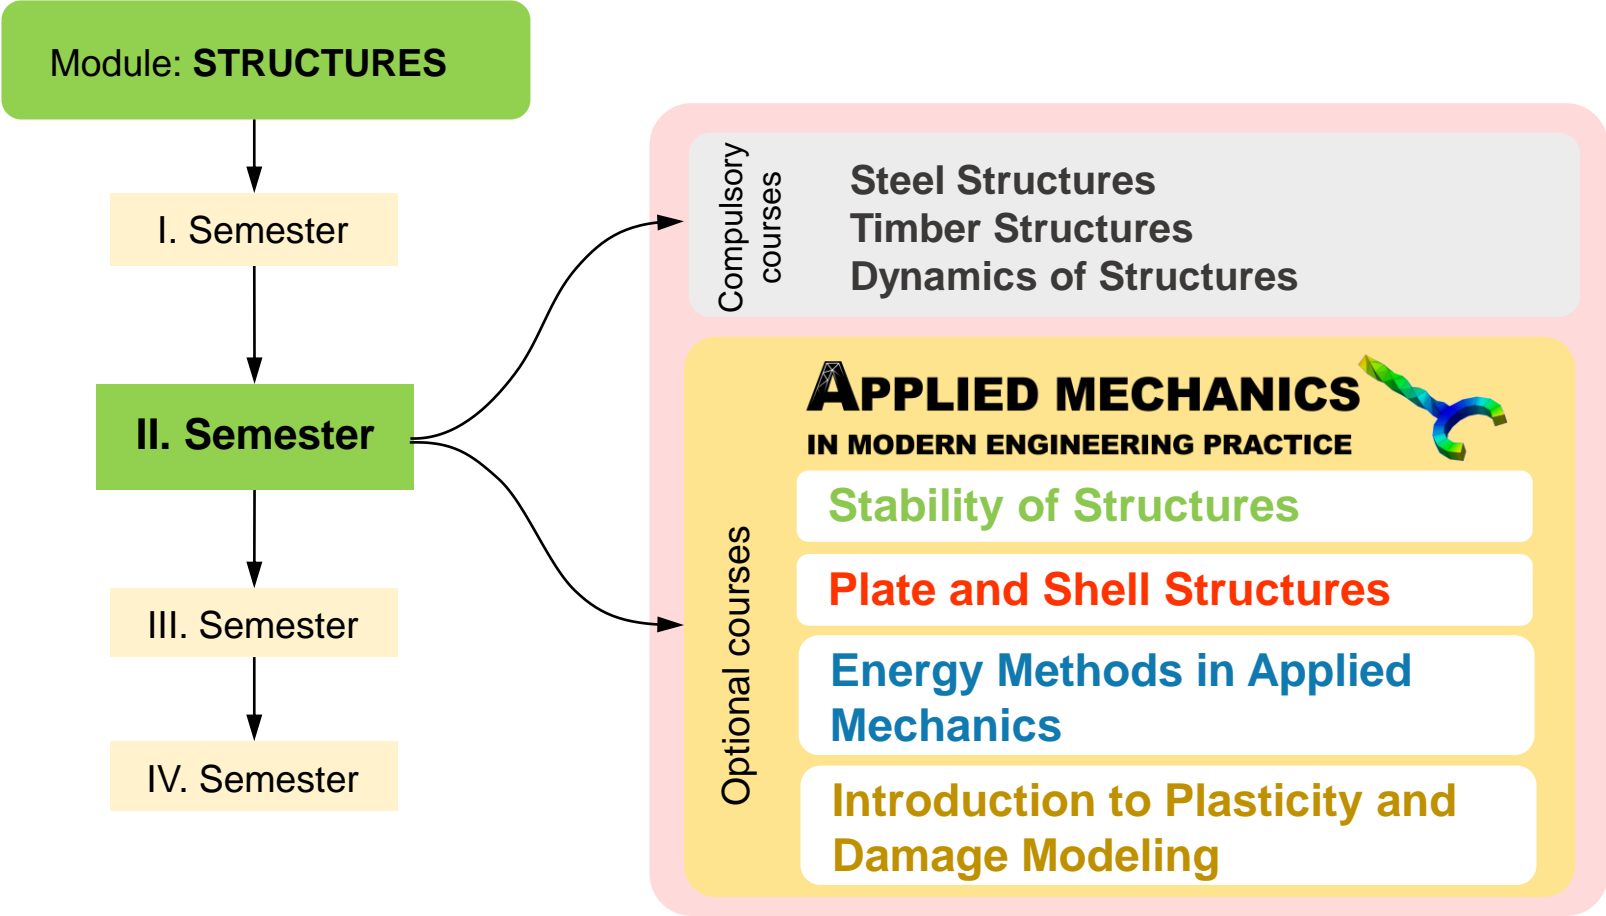 Module: STRUCTURES
I. Semester
II. Semester
III. Semester
IV. Semester
Compulsory
courses
Steel Structures
Timber Structures
Dynamics of Structures
Optional courses
APPLIED MECHANICS
IN MODERN ENGINEERING PRACTICE
Stability of Structures
Plate and Shell Structures
Energy Methods in Applied
Mechanics
Introduction to Plasticity and
Damage Modeling